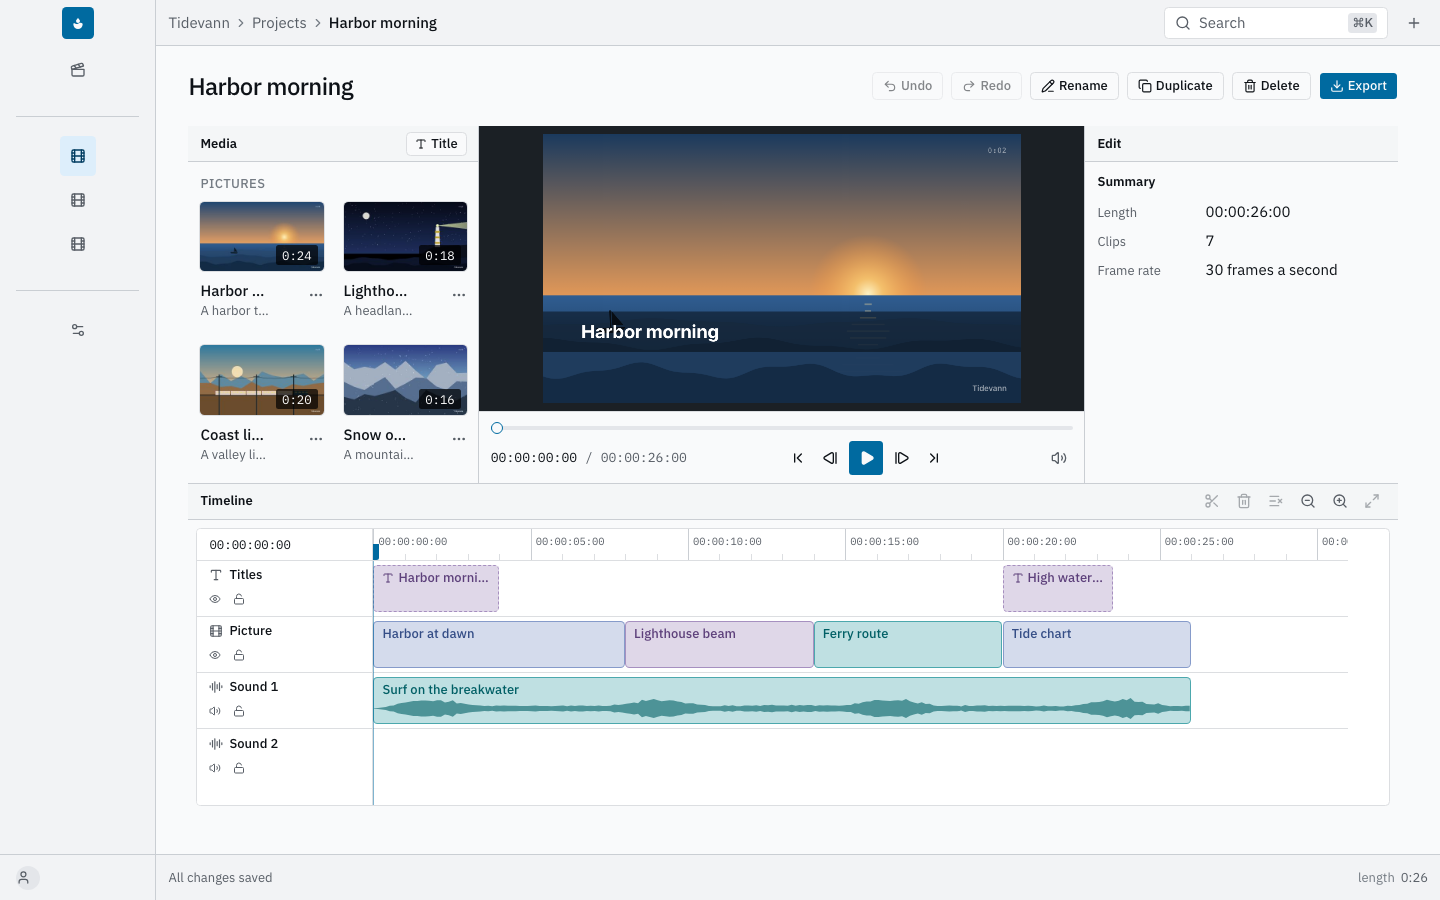 Tidevann > Projects > Harbor morning
Search ⌘K
Harbor morning
Undo
Redo
Rename
Duplicate
Delete
Export
Media
Title
PICTURES
0:24
0:18
Harbor ...
Lightho...
A harbor t...
A headlan...
0:20
0:16
Coast li...
Snow o...
A valley li...
A mountai...
0:02
Harbor morning
Tidevann
00:00:00:00 / 00:00:26:00
Edit
Summary
Length 00:00:26:00
Clips 7
Frame rate 30 frames a second
Timeline
00:00:00:00
00:00:00:00 00:00:05:00 00:00:10:00 00:00:15:00 00:00:20:00 00:00:25:00 00:0
Titles
Harbor morni...
High water...
Picture
Harbor at dawn
Lighthouse beam
Ferry route
Tide chart
Sound 1
Surf on the breakwater
Sound 2
All changes saved
length 0:26